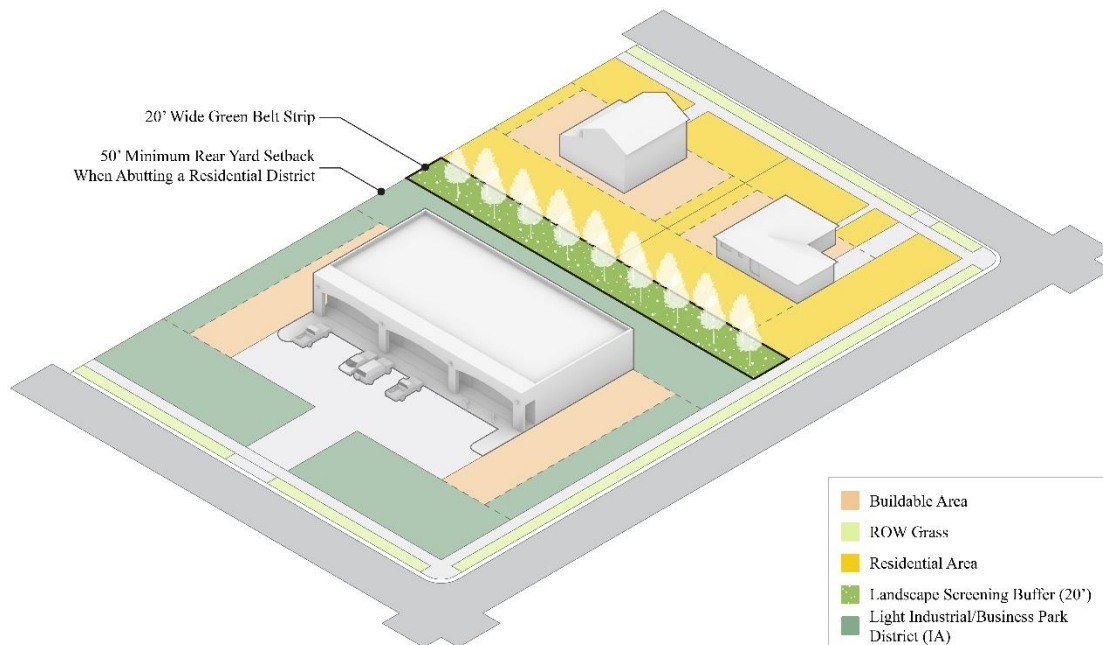 20' Wide Green Belt Strip
50' Minimum Rear Yard Setback
When Abutting a Residential District
Buildable Area
ROW Grass
Residential Area
Landscape Screening Buffer (20')
Light Industrial/Business Park
District (IA)